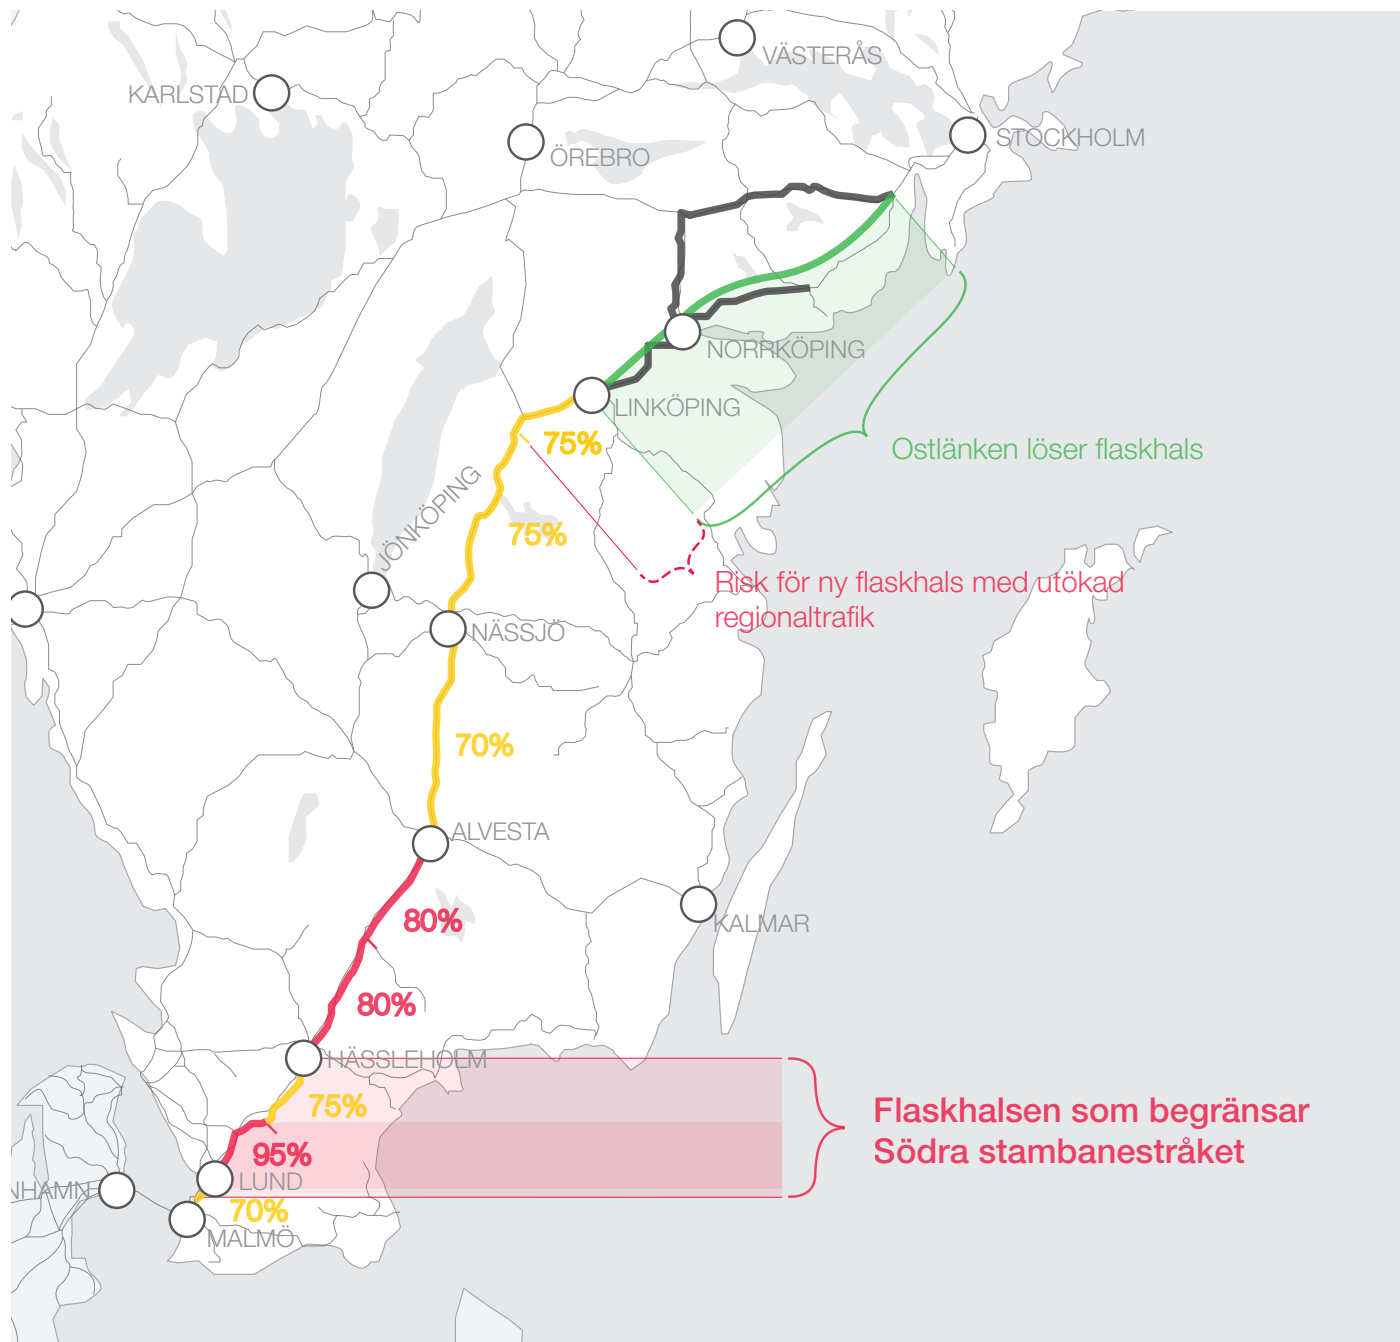 VÄSTERÅS
KARLSTAD
STOCKHOLM
ÖREBRO
NORRKÖPING
LINKÖPING
75%
Ostlänken löser flaskhals
JÖNKÖPING
75%
Risk för ny flaskhals med utökad
regionaltrafik
NÄSSJÖ
70%
ALVESTA
80%
KALMAR
80%
HÄSSLEHOLM
75%
Flaskhalsen som begränsar
Södra stambanestråket
95%
LUND
NHAMN
70%
MALMÖ